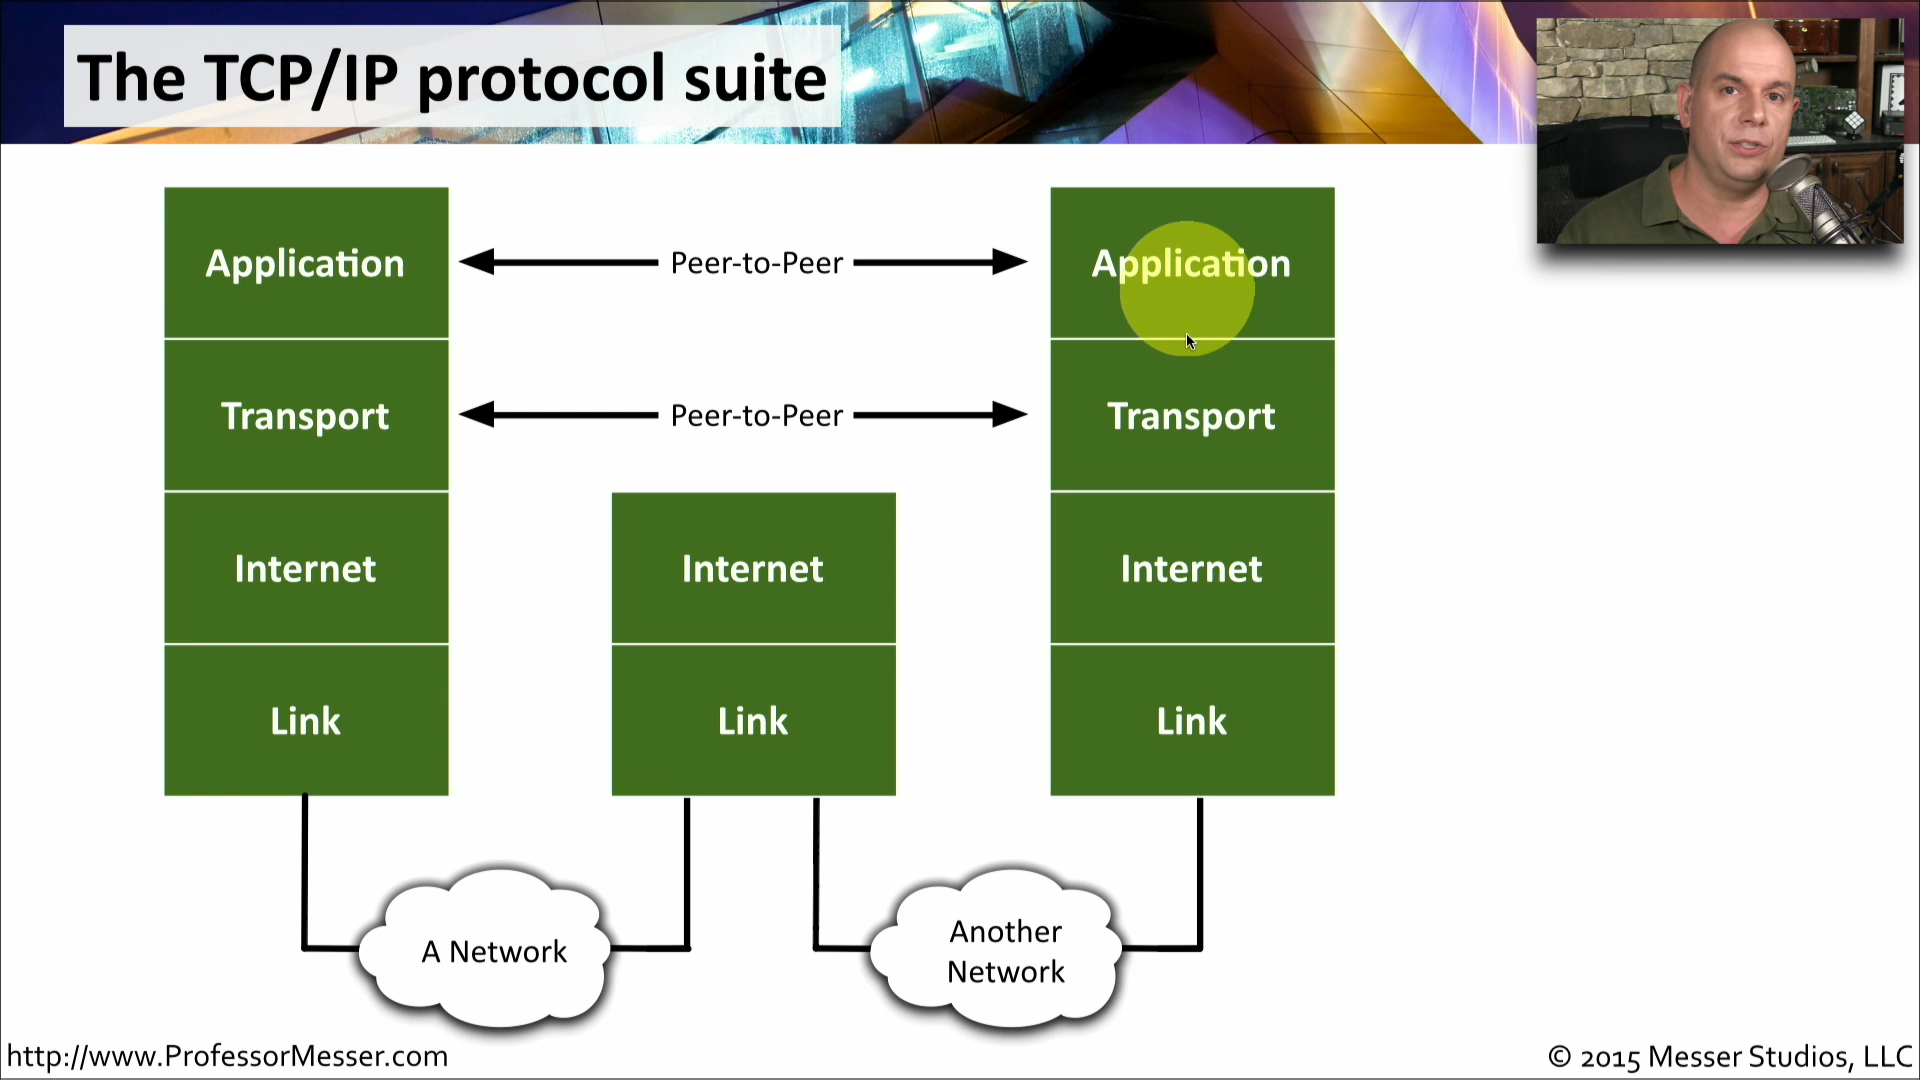 The TCP/IP protocol suite
Application
Peer-to-Peer
Application
Transport
Peer-to-Peer
Transport
Internet
Internet
Internet
Link
Link
Link
A Network
Another
Network
http://www.ProfessorMesser.com
© 2015 Messer Studios, LLC